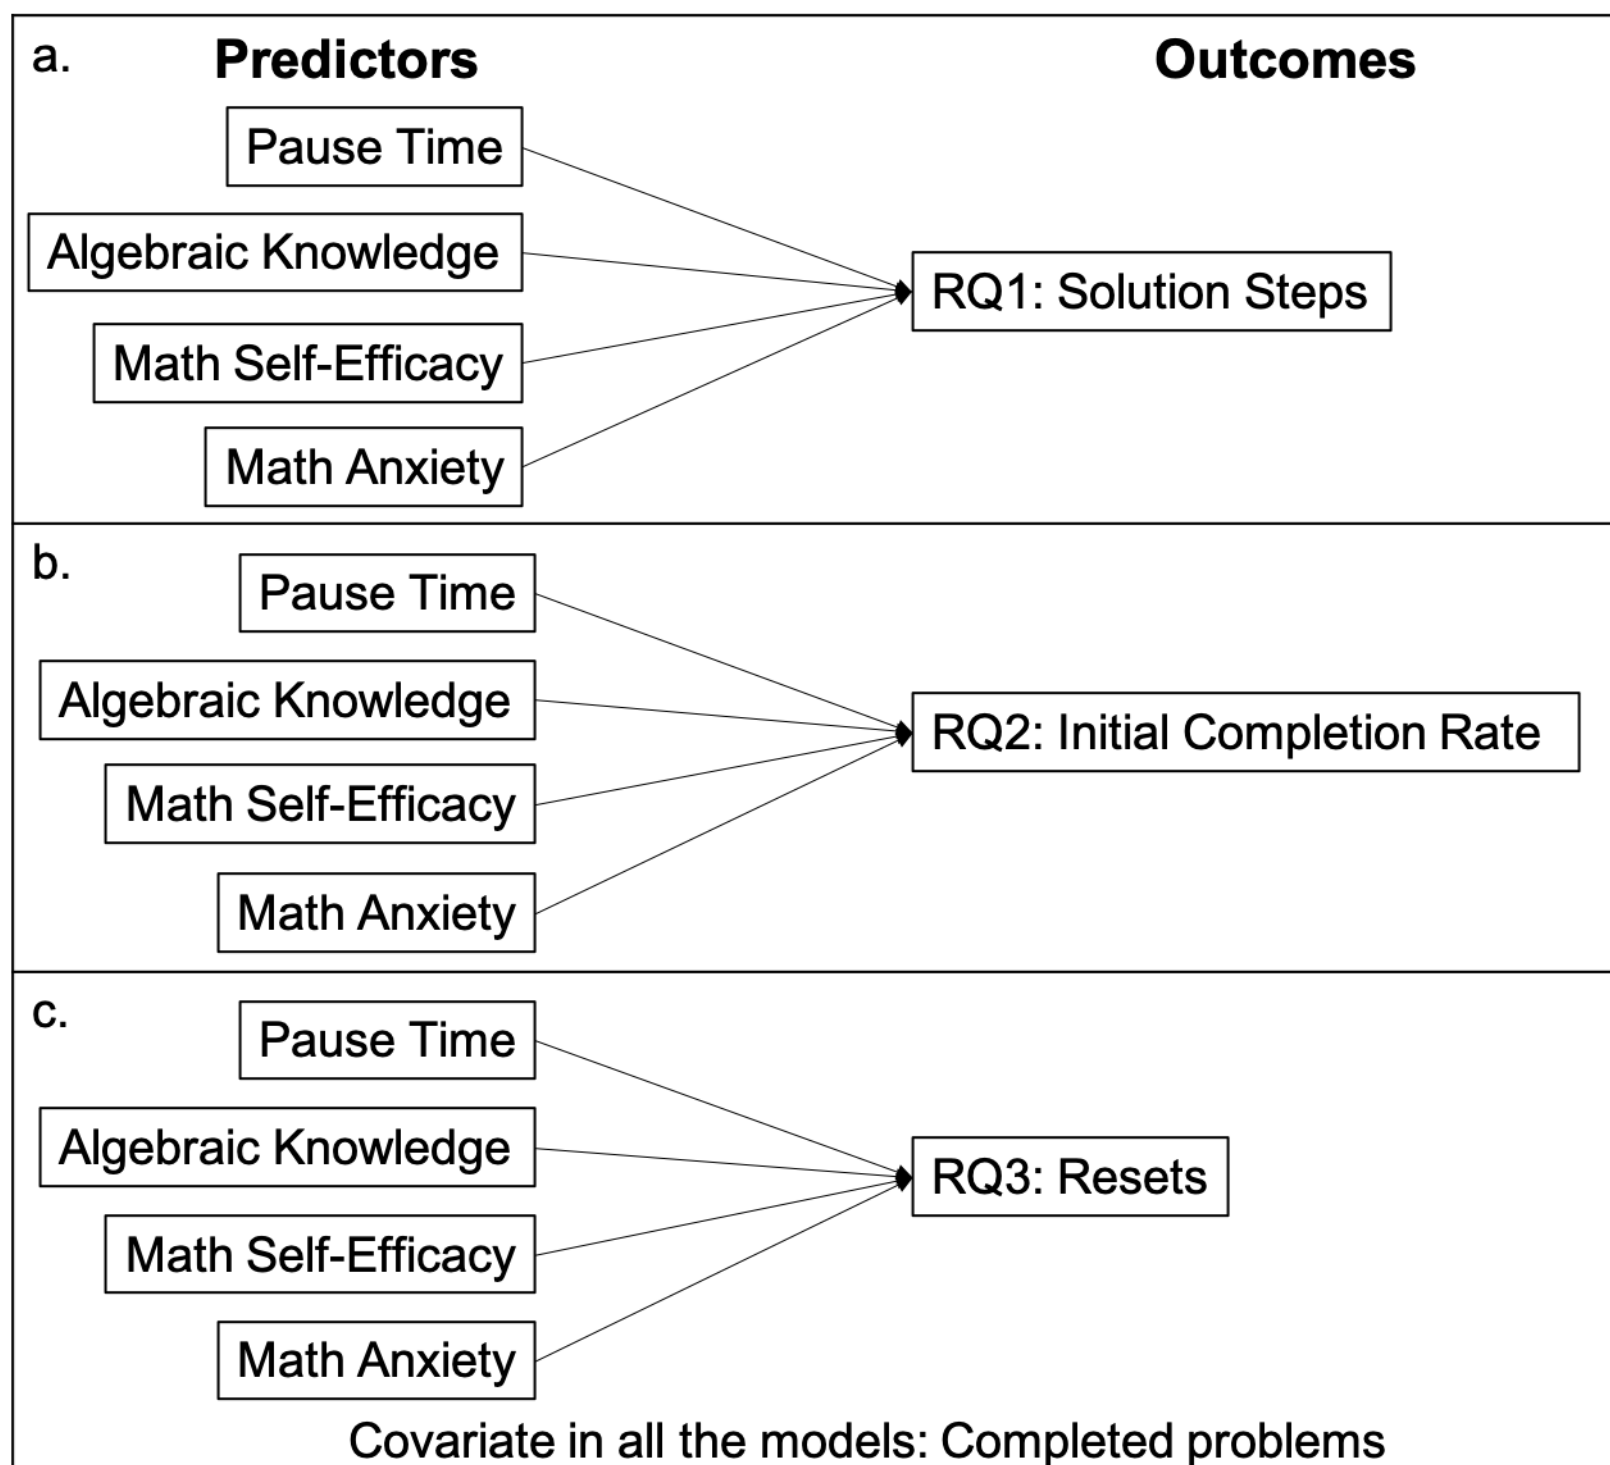 a.
Predictors
Outcomes
Pause Time
Algebraic Knowledge
Math Self-Efficacy
Math Anxiety
RQ1: Solution Steps
b.
Pause Time
Algebraic Knowledge
Math Self-Efficacy
Math Anxiety
RQ2: Initial Completion Rate
c.
Pause Time
Algebraic Knowledge
Math Self-Efficacy
Math Anxiety
RQ3: Resets
Covariate in all the models: Completed problems